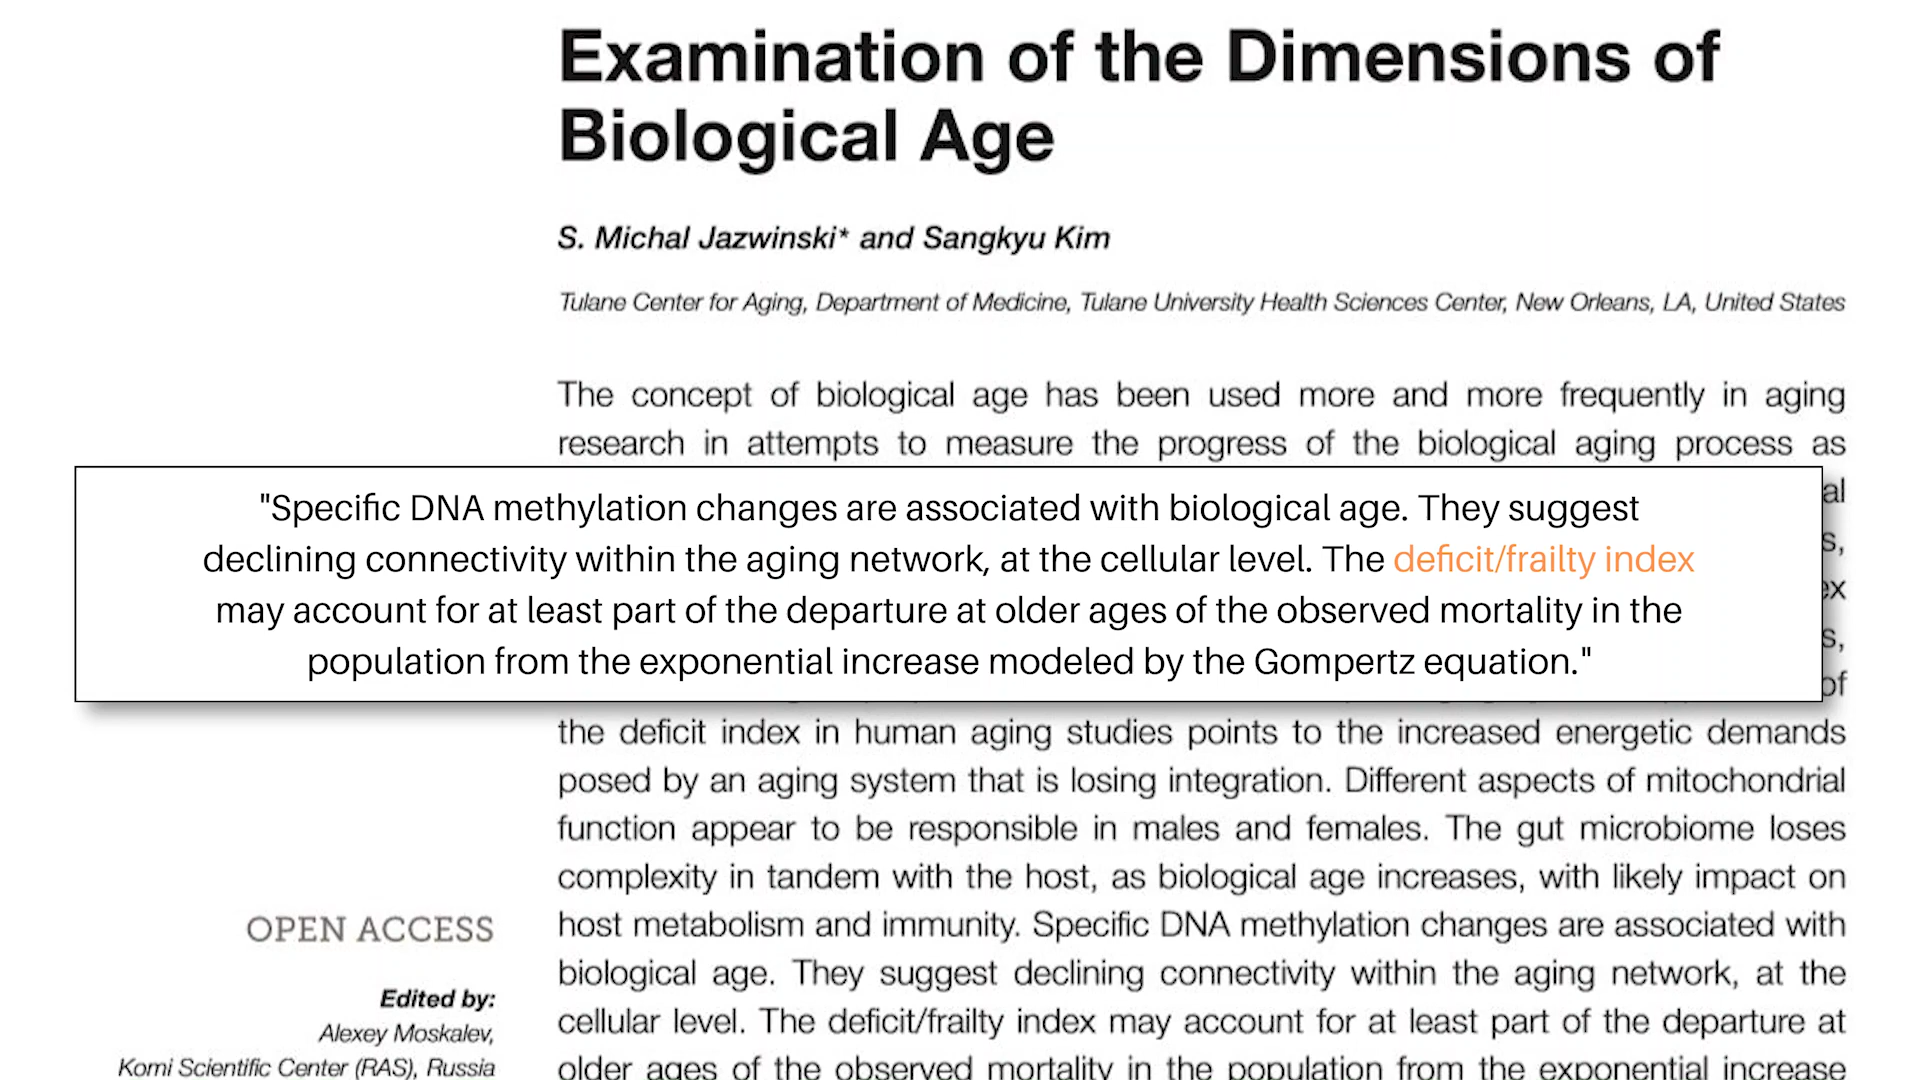 Examination of the Dimensions of
Biological Age
S. Michal Jazwinski* and Sangkyu Kim
Tulane Center for Aging, Department of Medicine, Tulane University Health Sciences Center, New Orleans, LA, United States
The concept of biological age has been used more and more frequently in aging
research in attempts to measure the progress of the biological aging process as
"Specific DNA methylation changes are associated with biological age. They suggest
declining connectivity within the aging network, at the cellular level. The deficit/frailty index
may account for at least part of the departure at older ages of the observed mortality in the
population from the exponential increase modeled by the Gompertz equation."
of
the deficit index in human aging studies points to the increased energetic demands
posed by an aging system that is losing integration. Different aspects of mitochondrial
function appear to be responsible in males and females. The gut microbiome loses
complexity in tandem with the host, as biological age increases, with likely impact on
host metabolism and immunity. Specific DNA methylation changes are associated with
biological age. They suggest declining connectivity within the aging network, at the
cellular level. The deficit/frailty index may account for at least part of the departure at
older ages of the observed mortality in the population from the exponential increase
OPEN ACCESS
Edited by:
Alexey Moskalev,
Komi Scientific Center (RAS), Russia